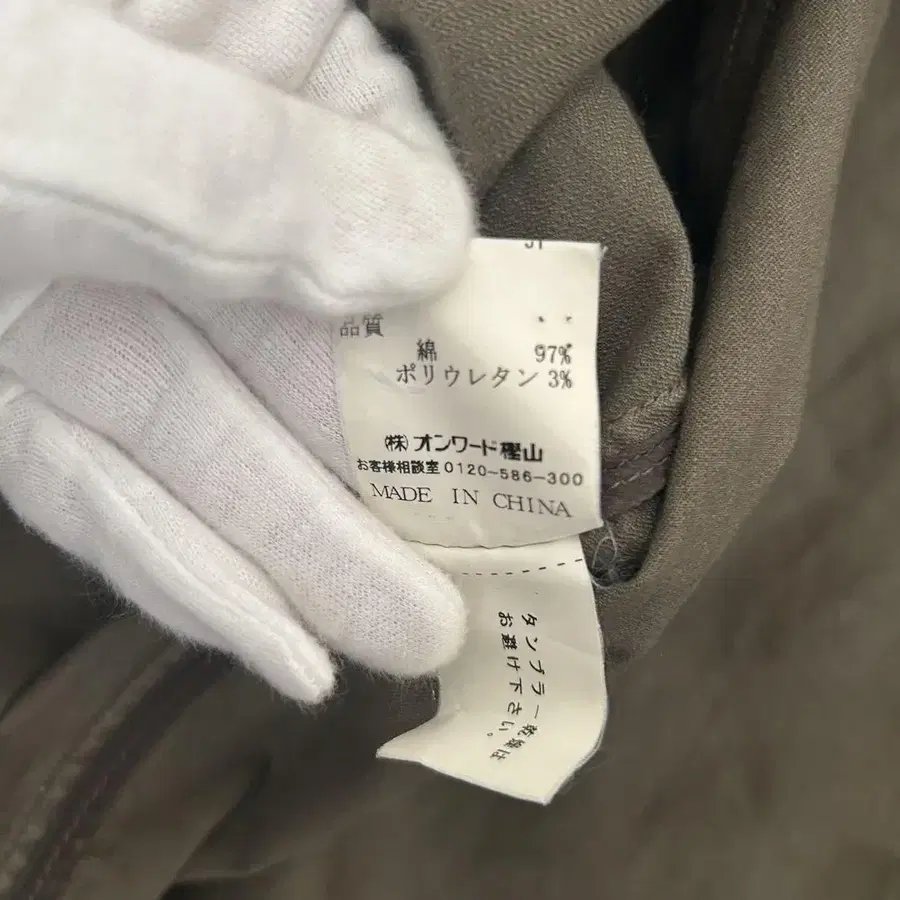 品質
綿 97%
ポリウレタン 3%
(株)オンワード樫山
お客様相談室 0120-586-300
MADE IN CHINA
タンブラー乾燥は
お避け下さい。